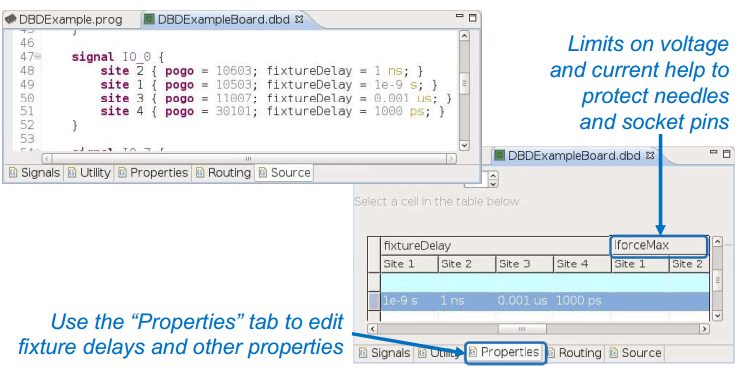 DBDExample.prog DBDExampleBoard.dbd
46
47 signal IO_0 {
48 site 2 { pogo = 10603; fixtureDelay = 1 ns; }
49 site 1 { pogo = 10503; fixtureDelay = 1e-9 s; }
50 site 3 { pogo = 11007; fixtureDelay = 0.001 us; }
51 site 4 { pogo = 30101; fixtureDelay = 1000 ps; }
52 }
53
Signals Utility Properties Routing Source
Limits on voltage
and current help to
protect needles
and socket pins
DBDExampleBoard.dbd
Select a cell in the table below
fixtureDelay IforceMax
Site 1 Site 2 Site 3 Site 4 Site 1 Site 2
1e-9 s 1 ns 0.001 us 1000 ps
Use the “Properties” tab to edit
fixture delays and other properties
Signals Utility Properties Routing Source